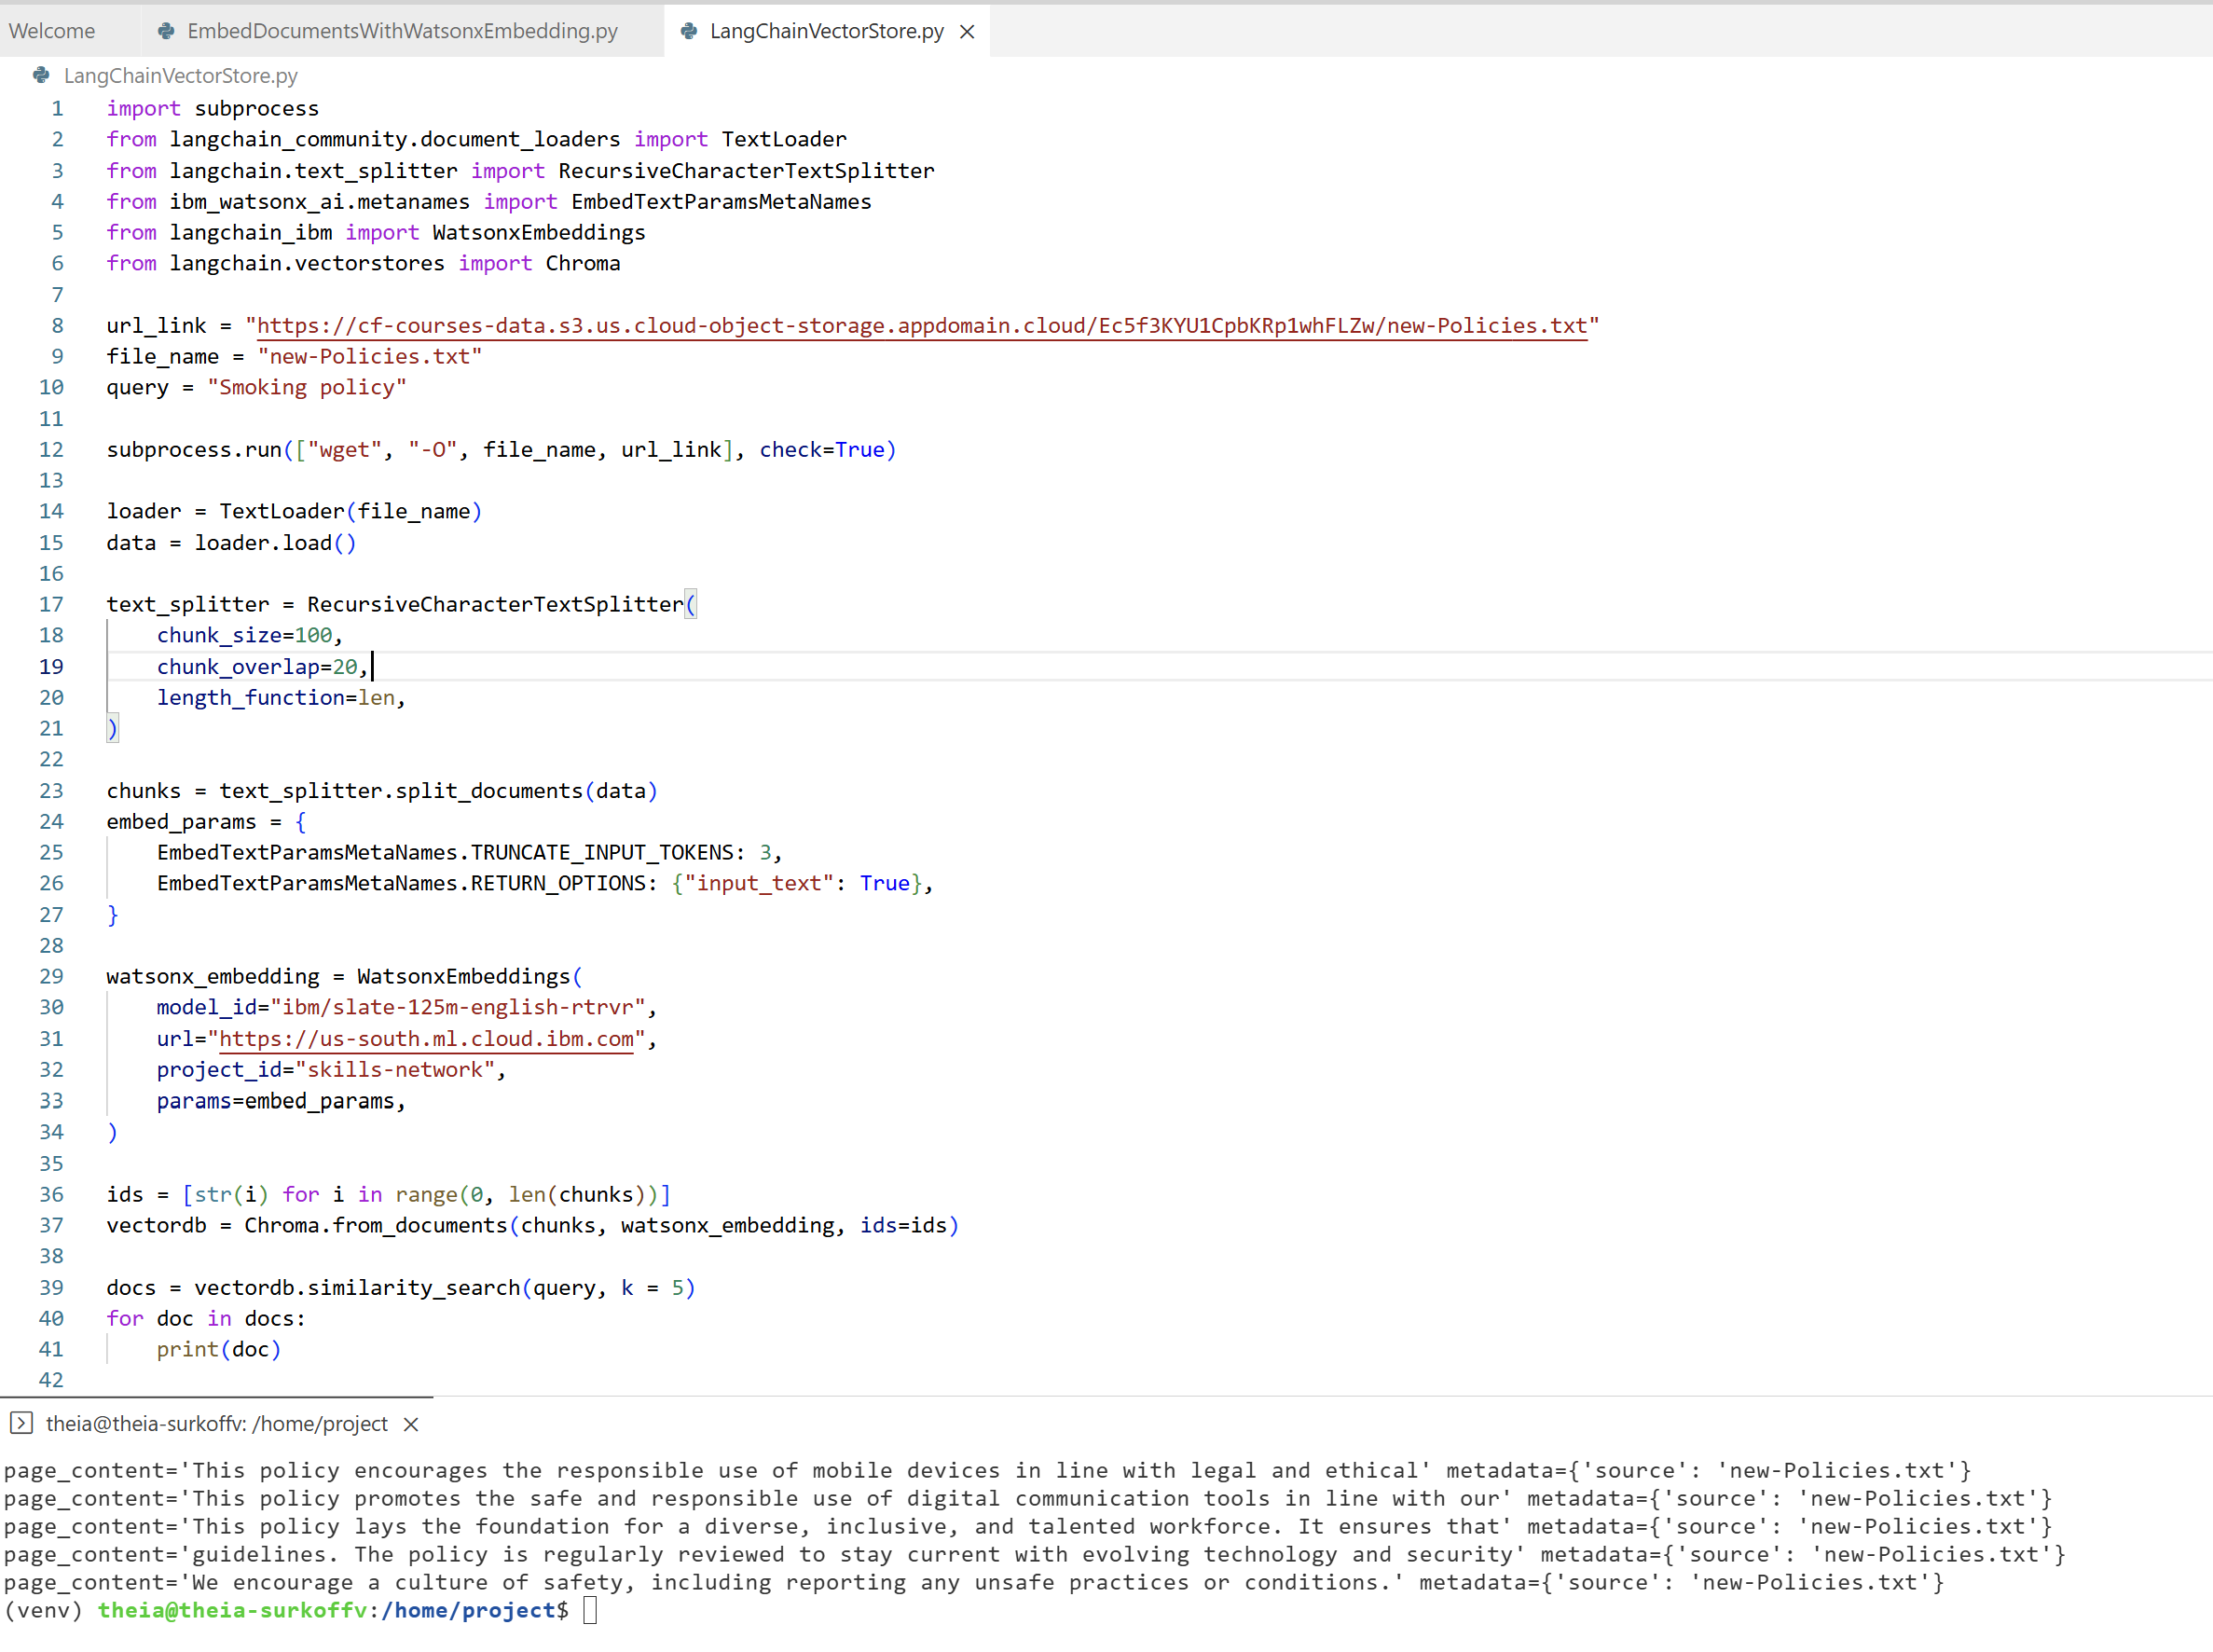 Welcome
EmbedDocumentsWithWatsonxEmbedding.py
LangChainVectorStore.py
LangChainVectorStore.py
1 import subprocess
2 from langchain_community.document_loaders import TextLoader
3 from langchain.text_splitter import RecursiveCharacterTextSplitter
4 from ibm_watsonx_ai.metanames import EmbedTextParamsMetaNames
5 from langchain_ibm import WatsonxEmbeddings
6 from langchain.vectorstores import Chroma
7
8 url_link = "https://cf-courses-data.s3.us.cloud-object-storage.appdomain.cloud/Ec5f3KYU1CpbKRp1whFLZw/new-Policies.txt"
9 file_name = "new-Policies.txt"
10 query = "Smoking policy"
11
12 subprocess.run(["wget", "-O", file_name, url_link], check=True)
13
14 loader = TextLoader(file_name)
15 data = loader.load()
16
17 text_splitter = RecursiveCharacterTextSplitter(
18     chunk_size=100,
19     chunk_overlap=20,
20     length_function=len,
21 )
22
23 chunks = text_splitter.split_documents(data)
24 embed_params = {
25     EmbedTextParamsMetaNames.TRUNCATE_INPUT_TOKENS: 3,
26     EmbedTextParamsMetaNames.RETURN_OPTIONS: {"input_text": True},
27 }
28
29 watsonx_embedding = WatsonxEmbeddings(
30     model_id="ibm/slate-125m-english-rtrvr",
31     url="https://us-south.ml.cloud.ibm.com",
32     project_id="skills-network",
33     params=embed_params,
34 )
35
36 ids = [str(i) for i in range(0, len(chunks))]
37 vectordb = Chroma.from_documents(chunks, watsonx_embedding, ids=ids)
38
39 docs = vectordb.similarity_search(query, k = 5)
40 for doc in docs:
41     print(doc)
42
theia@theia-surkoffv: /home/project
page_content='This policy encourages the responsible use of mobile devices in line with legal and ethical' metadata={'source': 'new-Policies.txt'}
page_content='This policy promotes the safe and responsible use of digital communication tools in line with our' metadata={'source': 'new-Policies.txt'}
page_content='This policy lays the foundation for a diverse, inclusive, and talented workforce. It ensures that' metadata={'source': 'new-Policies.txt'}
page_content='guidelines. The policy is regularly reviewed to stay current with evolving technology and security' metadata={'source': 'new-Policies.txt'}
page_content='We encourage a culture of safety, including reporting any unsafe practices or conditions.' metadata={'source': 'new-Policies.txt'}
(venv) theia@theia-surkoffv:/home/project$